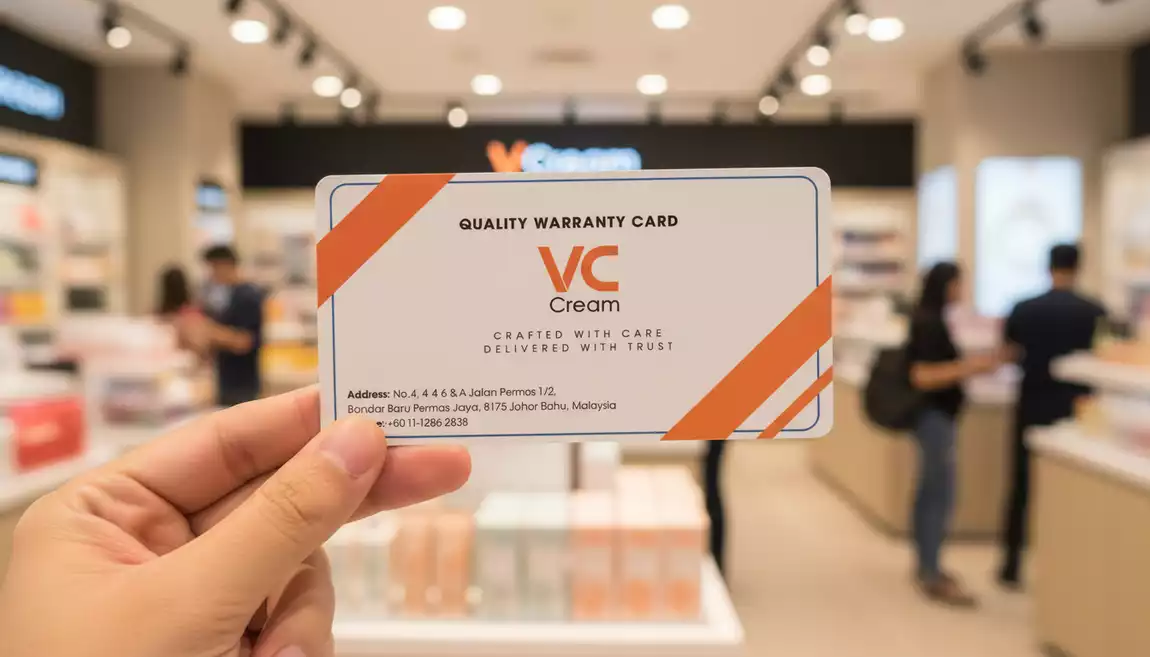 VCream
QUALITY WARRANTY CARD
VC
Cream
CRAFTED WITH CARE
DELIVERED WITH TRUST
Address: No.4, 4 4 6 & A Jalan Permos 1/2,
Bondar Baru Permas Jaya, 8175 Johor Bahu, Malaysia
+60 11-1286 2838